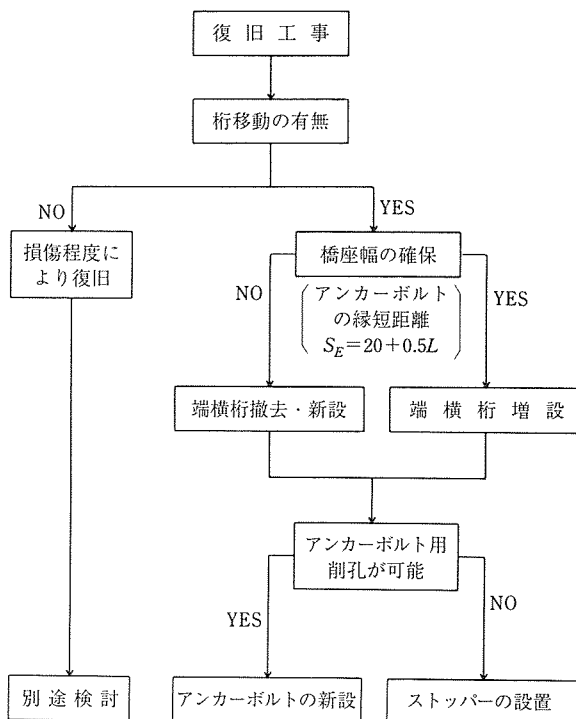 復旧工事
桁移動の有無
NO
YES
損傷程度に
より復旧
橋座幅の確保
NO
YES
アンカーボルト
の縁短距離
S_E＝20＋0.5L
端横桁撤去・新設
端横桁増設
アンカーボルト用
削孔が可能
YES
NO
別途検討
アンカーボルトの新設
ストッパーの設置